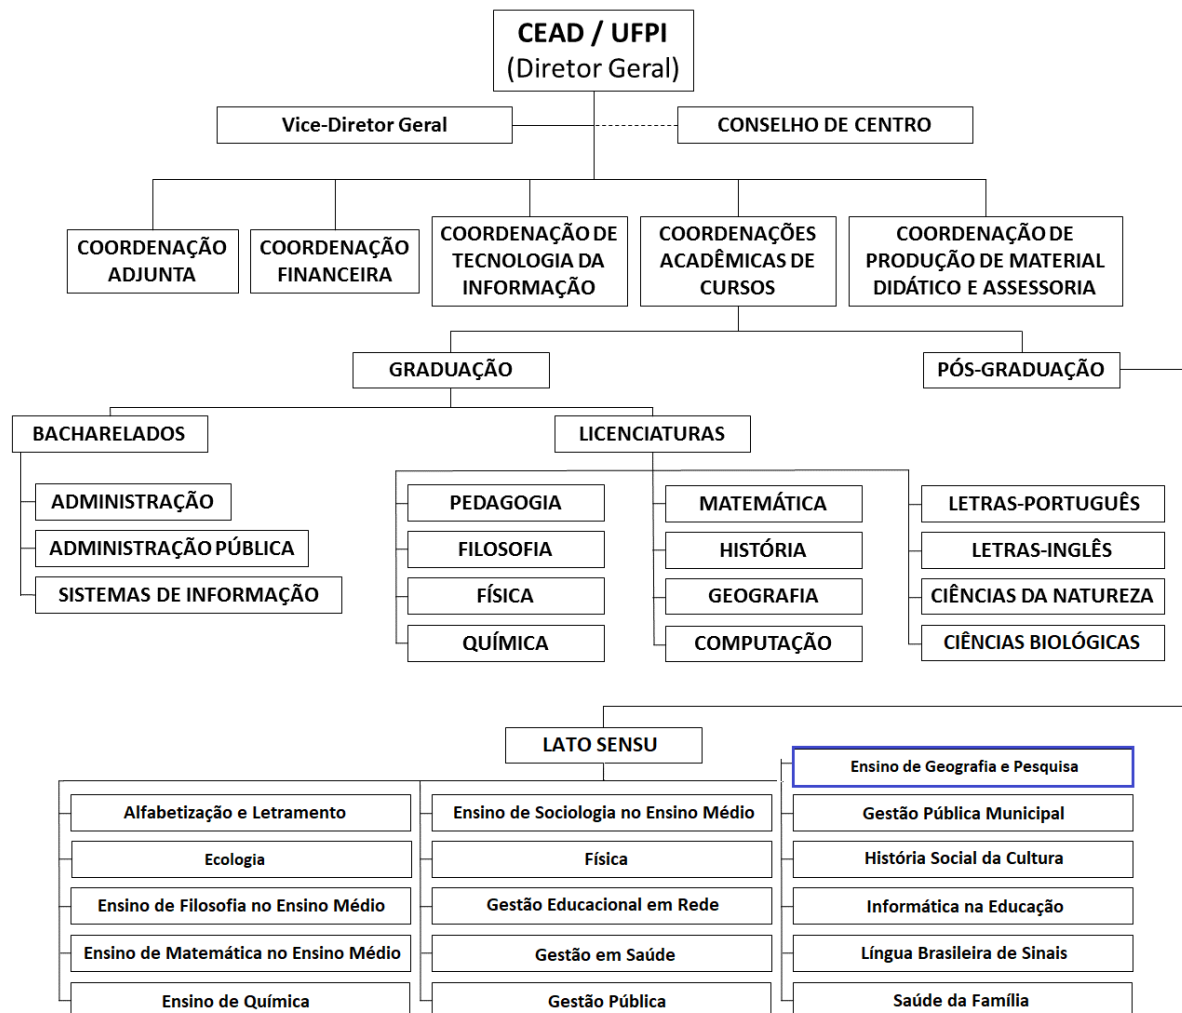 CEAD / UFPI
(Diretor Geral)
Vice-Diretor Geral
CONSELHO DE CENTRO
COORDENAÇÃO
ADJUNTA
COORDENAÇÃO
FINANCEIRA
COORDENAÇÃO DE
TECNOLOGIA DA
INFORMAÇÃO
COORDENAÇÕES
ACADÊMICAS DE
CURSOS
COORDENAÇÃO DE
PRODUÇÃO DE MATERIAL
DIDÁTICO E ASSESSORIA
GRADUAÇÃO
PÓS-GRADUAÇÃO
BACHARELADOS
LICENCIATURAS
ADMINISTRAÇÃO
ADMINISTRAÇÃO PÚBLICA
SISTEMAS DE INFORMAÇÃO
PEDAGOGIA
FILOSOFIA
FÍSICA
QUÍMICA
MATEMÁTICA
HISTÓRIA
GEOGRAFIA
COMPUTAÇÃO
LETRAS-PORTUGUÊS
LETRAS-INGLÊS
CIÊNCIAS DA NATUREZA
CIÊNCIAS BIOLÓGICAS
LATO SENSU
Alfabetização e Letramento
Ecologia
Ensino de Filosofia no Ensino Médio
Ensino de Matemática no Ensino Médio
Ensino de Química
Ensino de Sociologia no Ensino Médio
Física
Gestão Educacional em Rede
Gestão em Saúde
Gestão Pública
Ensino de Geografia e Pesquisa
Gestão Pública Municipal
História Social da Cultura
Informática na Educação
Língua Brasileira de Sinais
Saúde da Família